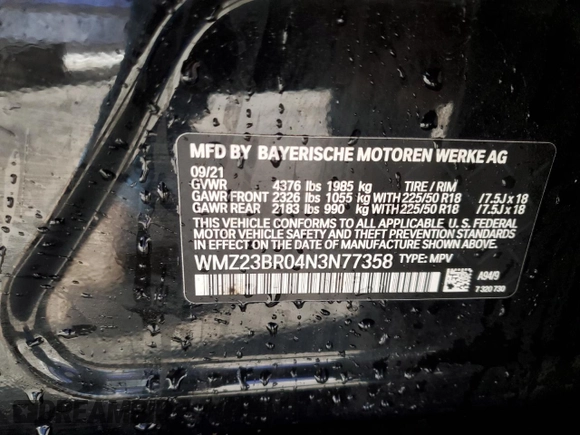 MFD BY BAYERISCHE MOTOREN WERKE AG
09/21
GVWR 4376 lbs 1985 kg TIRE / RIM
GAWR FRONT 2326 lbs 1055 kg WITH 225/50 R18 /7.5J x 18
GAWR REAR 2183 lbs 990 kg WITH 225/50 R18 /7.5J x 18
THIS VEHICLE CONFORMS TO ALL APPLICABLE U. S. FEDERAL
MOTOR VEHICLE SAFETY AND THEFT PREVENTION STANDARDS
IN EFFECT ON THE DATE OF MANUFACTURE SHOWN ABOVE.
WMZ23BR04N3N77358 TYPE: MPV
A94/9
7 320 730